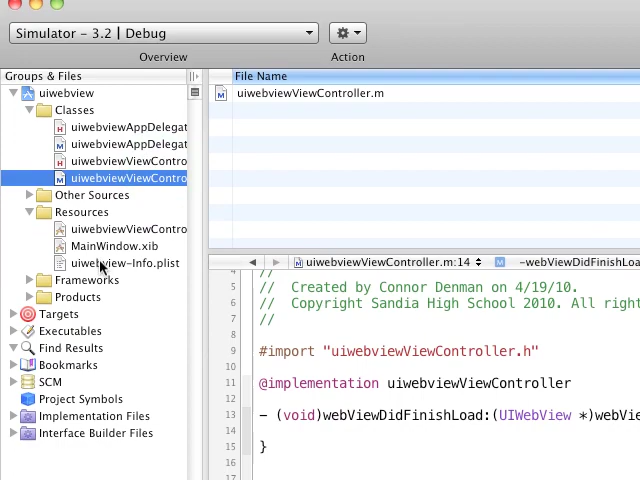 Simulator - 3.2 | Debug
Overview
Action
Groups & Files
File Name
uiwebview
uiwebviewViewController.m
Classes
uiwebviewAppDelegat
uiwebviewAppDelegat
uiwebviewViewContro
uiwebviewViewContro
Other Sources
Resources
uiwebviewViewContro
MainWindow.xib
uiwebview-Info.plist
Frameworks
Products
Targets
Executables
Find Results
Bookmarks
SCM
Project Symbols
Implementation Files
Interface Builder Files
uiwebviewViewController.m:14
-webViewDidFinishLoad
4 //
5 // Created by Connor Denman on 4/19/10.
6 // Copyright Sandia High School 2010. All right
7 //
8
9 #import "uiwebviewViewController.h"
10
11 @implementation uiwebviewViewController
12
13 - (void)webViewDidFinishLoad:(UIWebView *)webVie
14
15 }
16
17